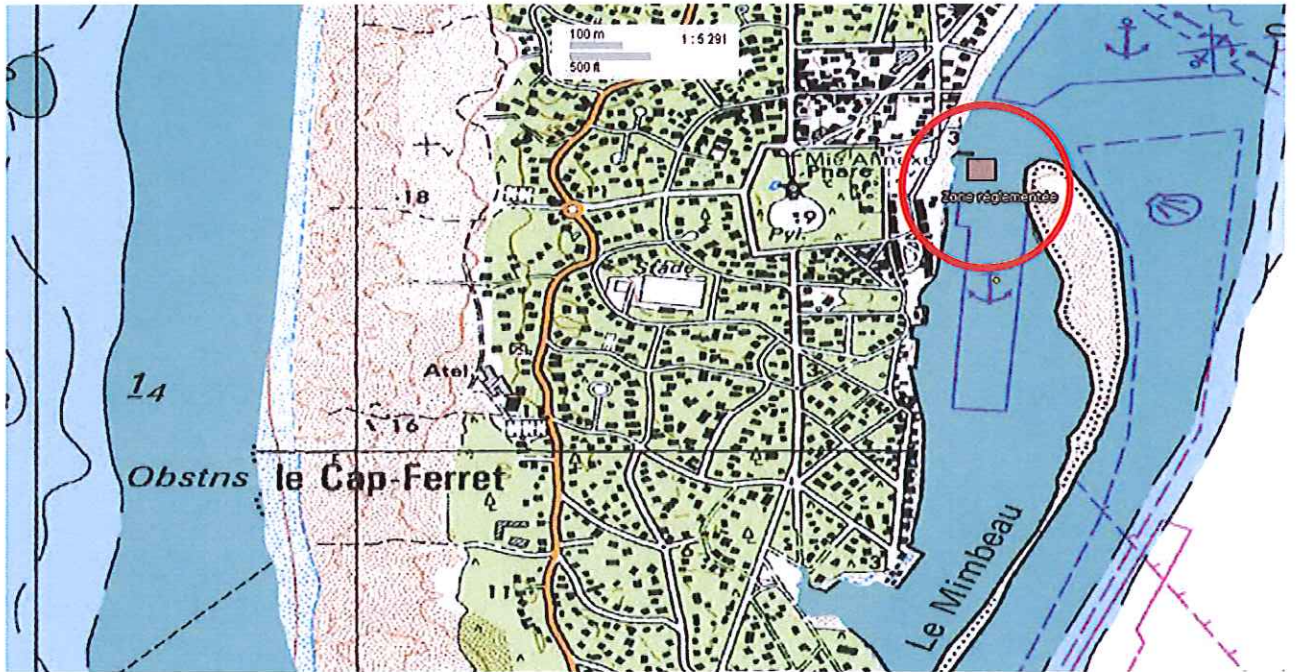 100 m 1 : 5 291
500 ft
3
Mle Annexe
Phare
Zone réglementée
18
19
Pyl.
Stade
Atel.
14
16
Obstns le Cap-Ferret
6
3
11
Le Mimbeau